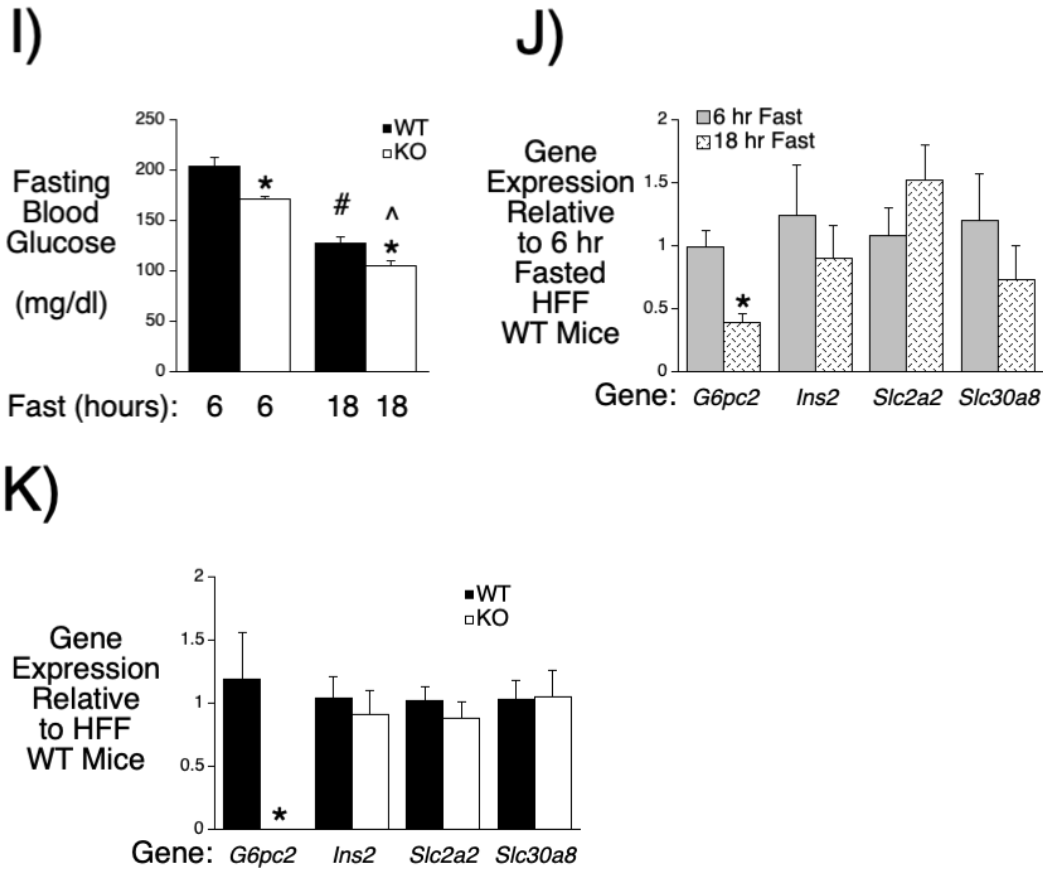 I)
250
200
150
100
50
0
WT
KO
*
#
^
*
Fasting
Blood
Glucose
(mg/dl)
Fast (hours): 6 6 18 18
J)
2
1.5
1
0.5
0
6 hr Fast
18 hr Fast
*
Gene
Expression
Relative
to 6 hr
Fasted
HFF
WT Mice
Gene: G6pc2 Ins2 Slc2a2 Slc30a8
K)
2
1.5
1
0.5
0
WT
KO
*
Gene
Expression
Relative
to HFF
WT Mice
Gene: G6pc2 Ins2 Slc2a2 Slc30a8